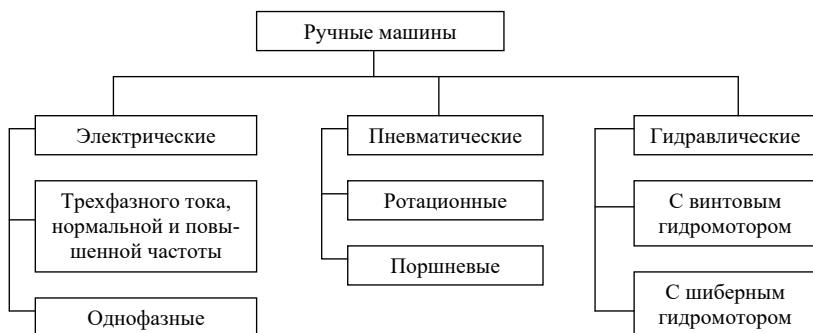 Ручные машины
Электрические
Пневматические
Гидравлические
Трехфазного тока,
нормальной и повы-
шенной частоты
Ротационные
С винтовым
гидромотором
Поршневые
Однофазные
С шиберным
гидромотором